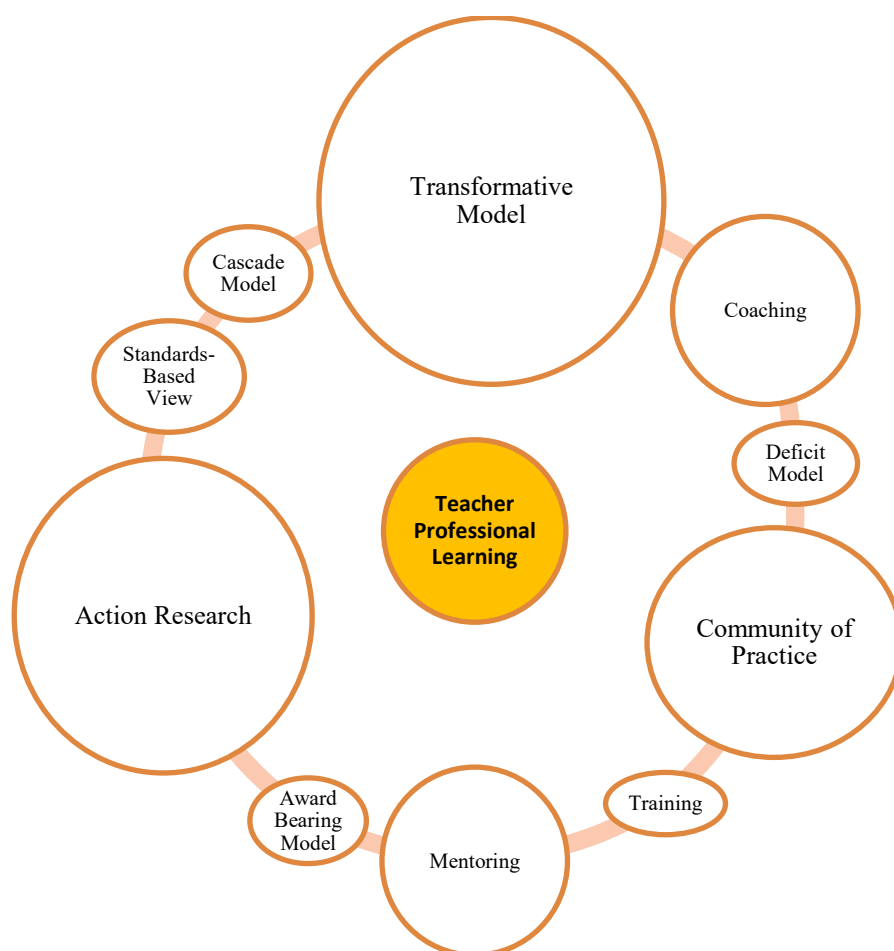 Transformative
Model
Cascade
Model
Coaching
Standards-
Based
View
Deficit
Model
Teacher
Professional
Learning
Action Research
Community of
Practice
Award
Bearing
Model
Training
Mentoring